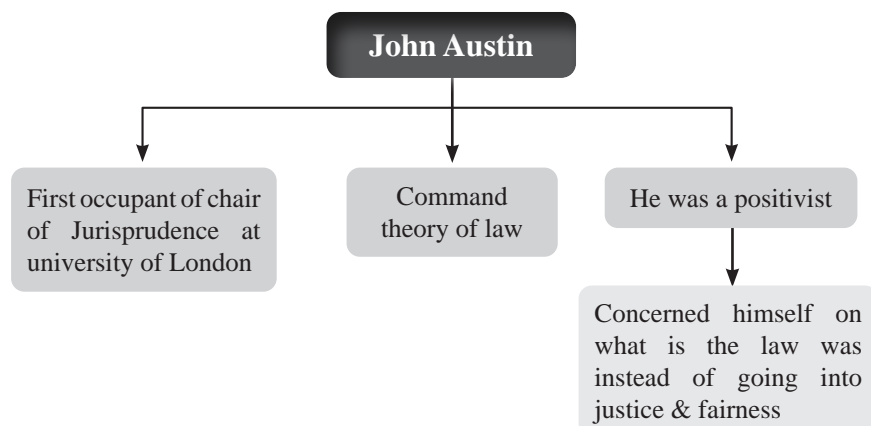 John Austin
First occupant of chair
of Jurisprudence at
university of London
Command
theory of law
He was a positivist
Concerned himself on
what is the law was
instead of going into
justice & fairness